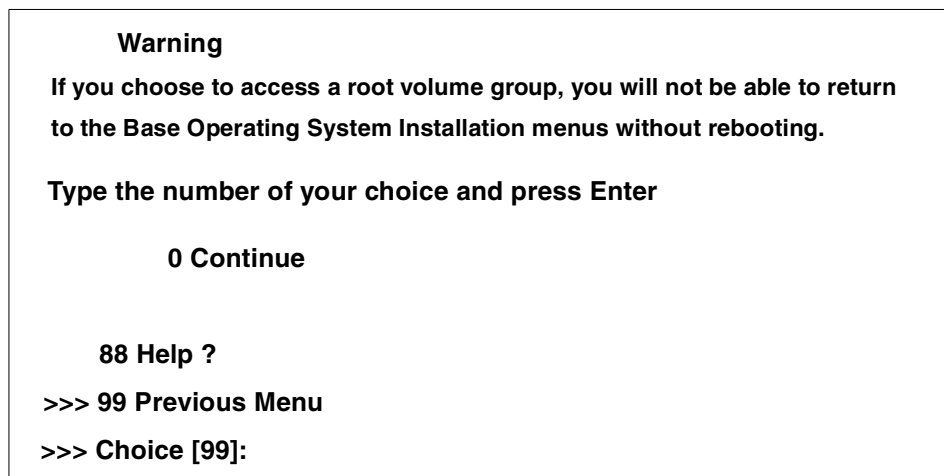 Warning
If you choose to access a root volume group, you will not be able to return
to the Base Operating System Installation menus without rebooting.
Type the number of your choice and press Enter
0 Continue
88 Help ?
>>> 99 Previous Menu
>>> Choice [99]: